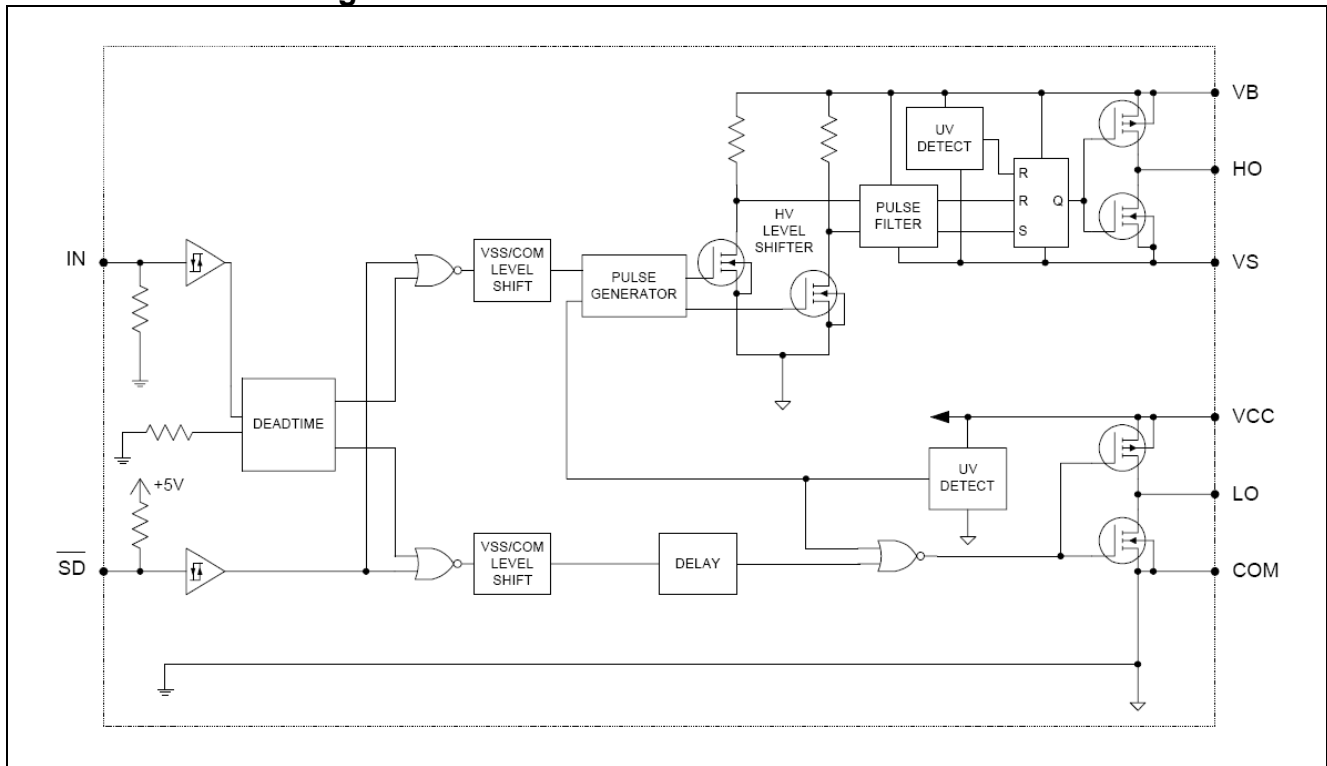 g
VB
UV
DETECT
HO
R
R
Q
S
PULSE
FILTER
HV
LEVEL
SHIFTER
VS
IN
VSS/COM
LEVEL
SHIFT
PULSE
GENERATOR
DEADTIME
VCC
UV
DETECT
+5V
LO
SD
VSS/COM
LEVEL
SHIFT
DELAY
COM